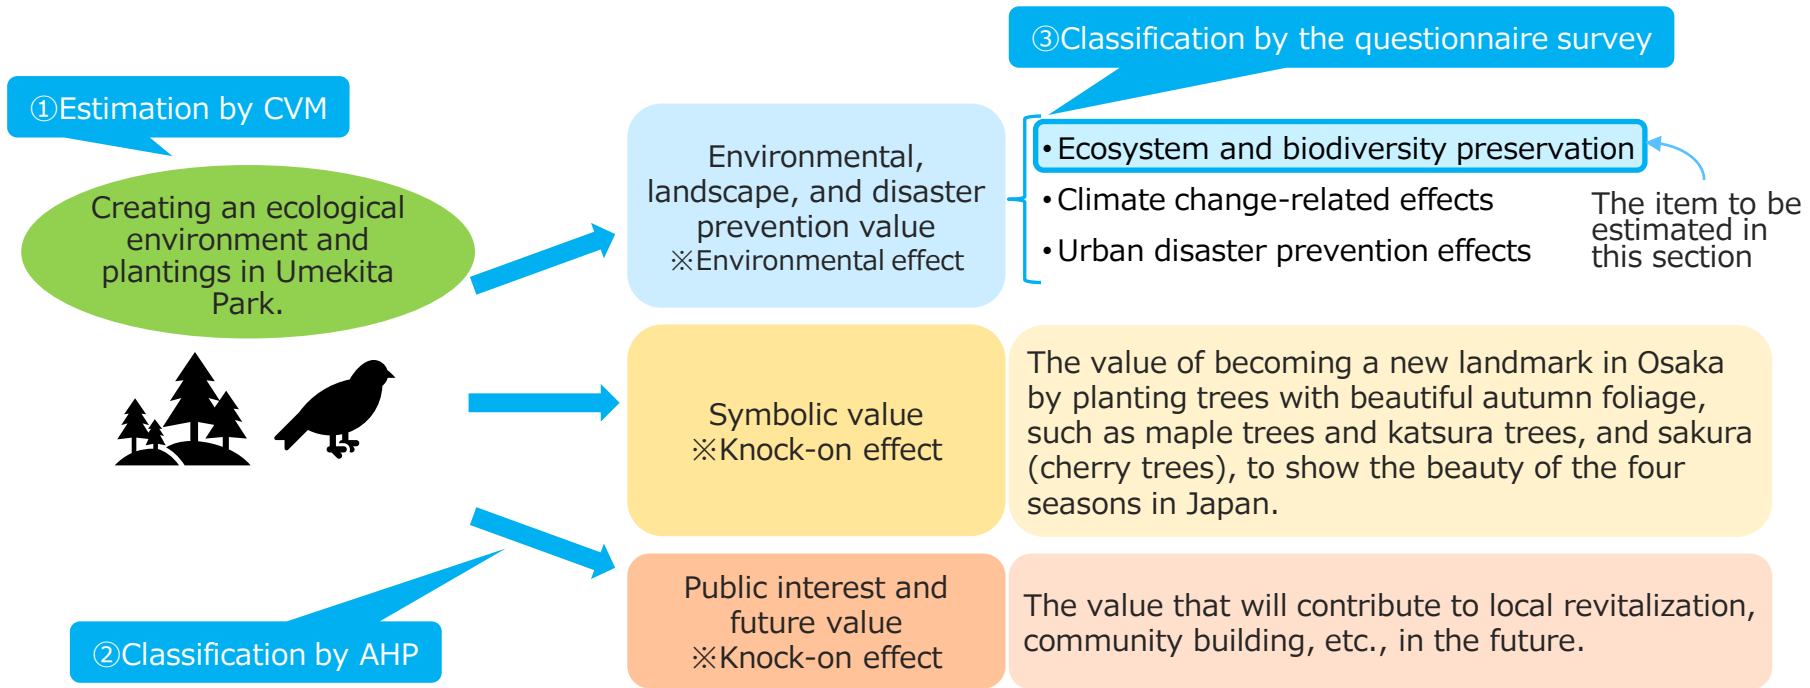 ③Classification by the questionnaire survey
①Estimation by CVM
Creating an ecological
environment and
plantings in Umekita
Park.
Environmental,
landscape, and disaster
prevention value
※Environmental effect
•Ecosystem and biodiversity preservation
•Climate change-related effects
•Urban disaster prevention effects
The item to be
estimated in
this section
Symbolic value
※Knock-on effect
The value of becoming a new landmark in Osaka
by planting trees with beautiful autumn foliage,
such as maple trees and katsura trees, and sakura
(cherry trees), to show the beauty of the four
seasons in Japan.
②Classification by AHP
Public interest and
future value
※Knock-on effect
The value that will contribute to local revitalization,
community building, etc., in the future.